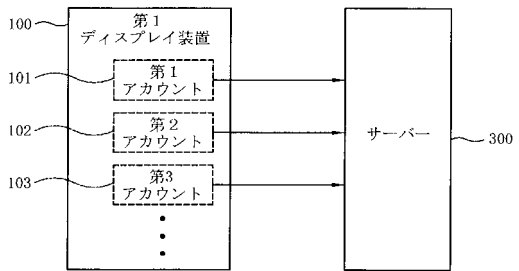 100
第1
ディスプレイ装置
101
第1
アカウント
102
第2
アカウント
103
第3
アカウント
サーバー
300